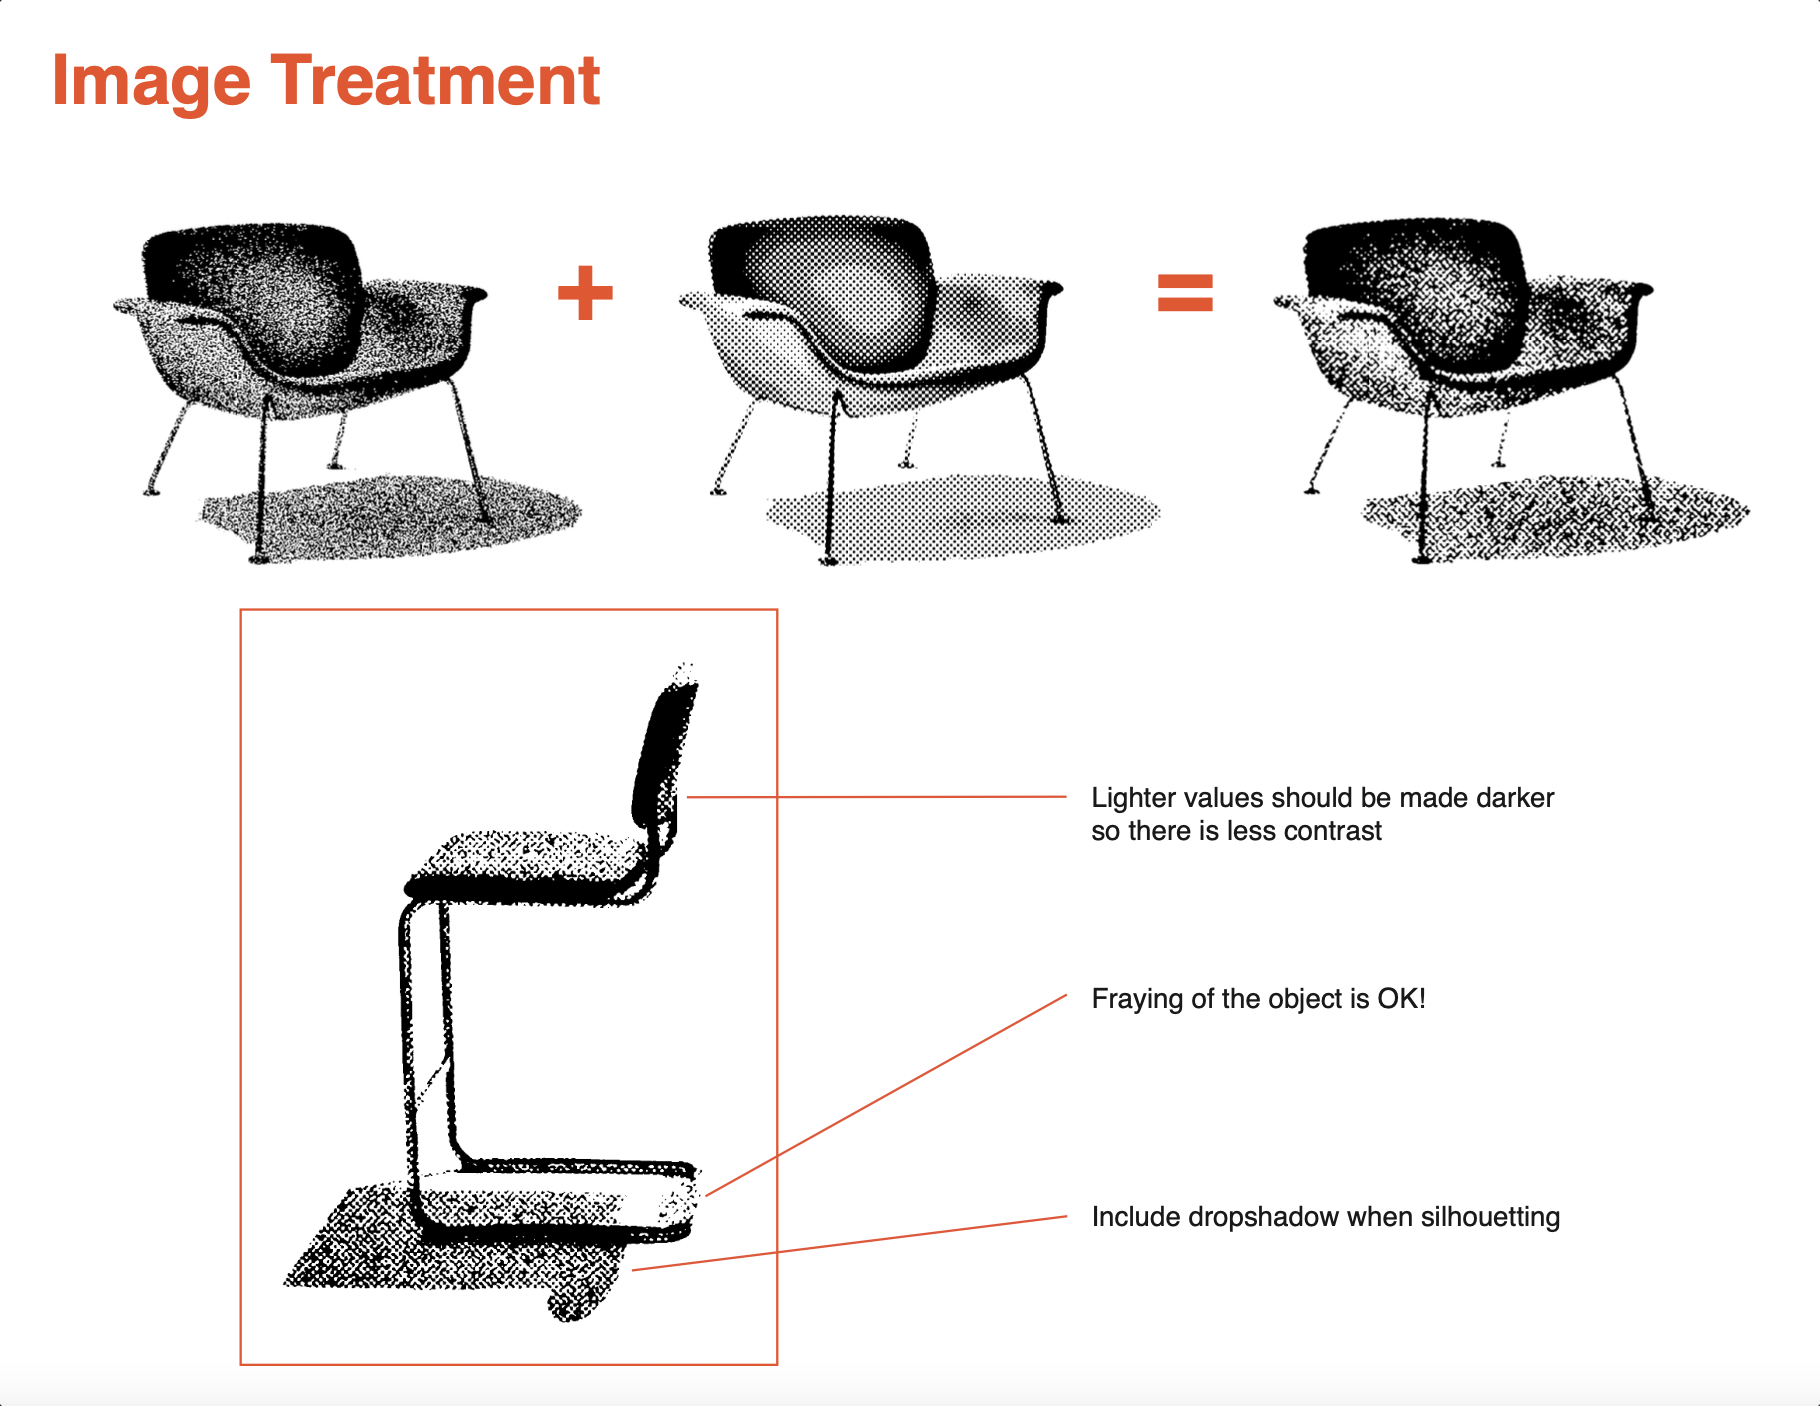 Image Treatment
+
=
Lighter values should be made darker
so there is less contrast
Fraying of the object is OK!
Include dropshadow when silhouetting